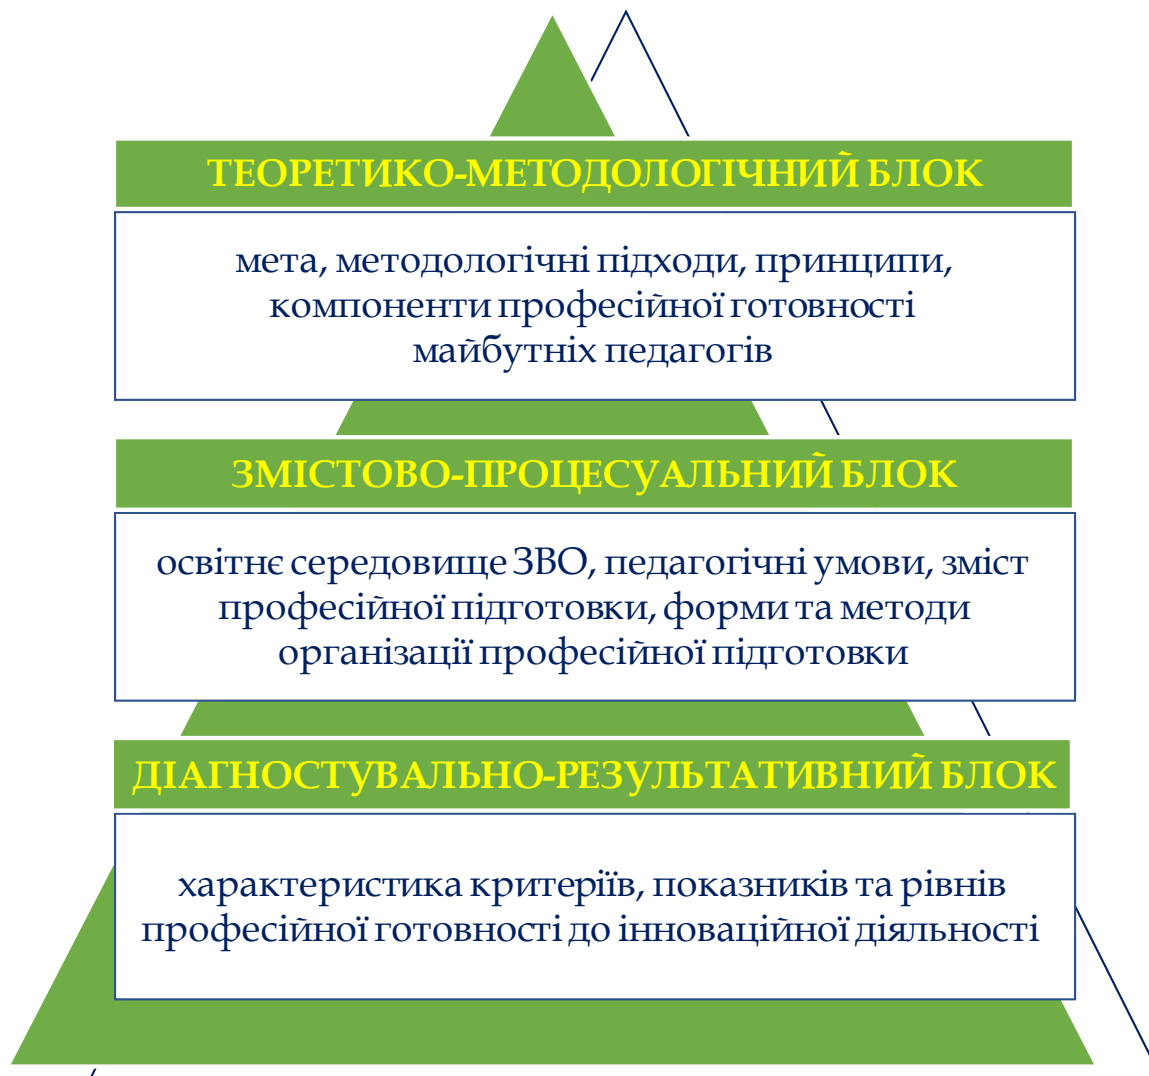 ТЕОРЕТИКО-МЕТОДОЛОГІЧНИЙ БЛОК
мета, методологічні підходи, принципи,
компоненти професійної готовності
майбутніх педагогів
ЗМІСТОВО-ПРОЦЕСУАЛЬНИЙ БЛОК
освітнє середовище ЗВО, педагогічні умови, зміст
професійної підготовки, форми та методи
організації професійної підготовки
ДІАГНОСТУВАЛЬНО-РЕЗУЛЬТАТИВНИЙ БЛОК
характеристика критеріїв, показників та рівнів
професійної готовності до інноваційної діяльності